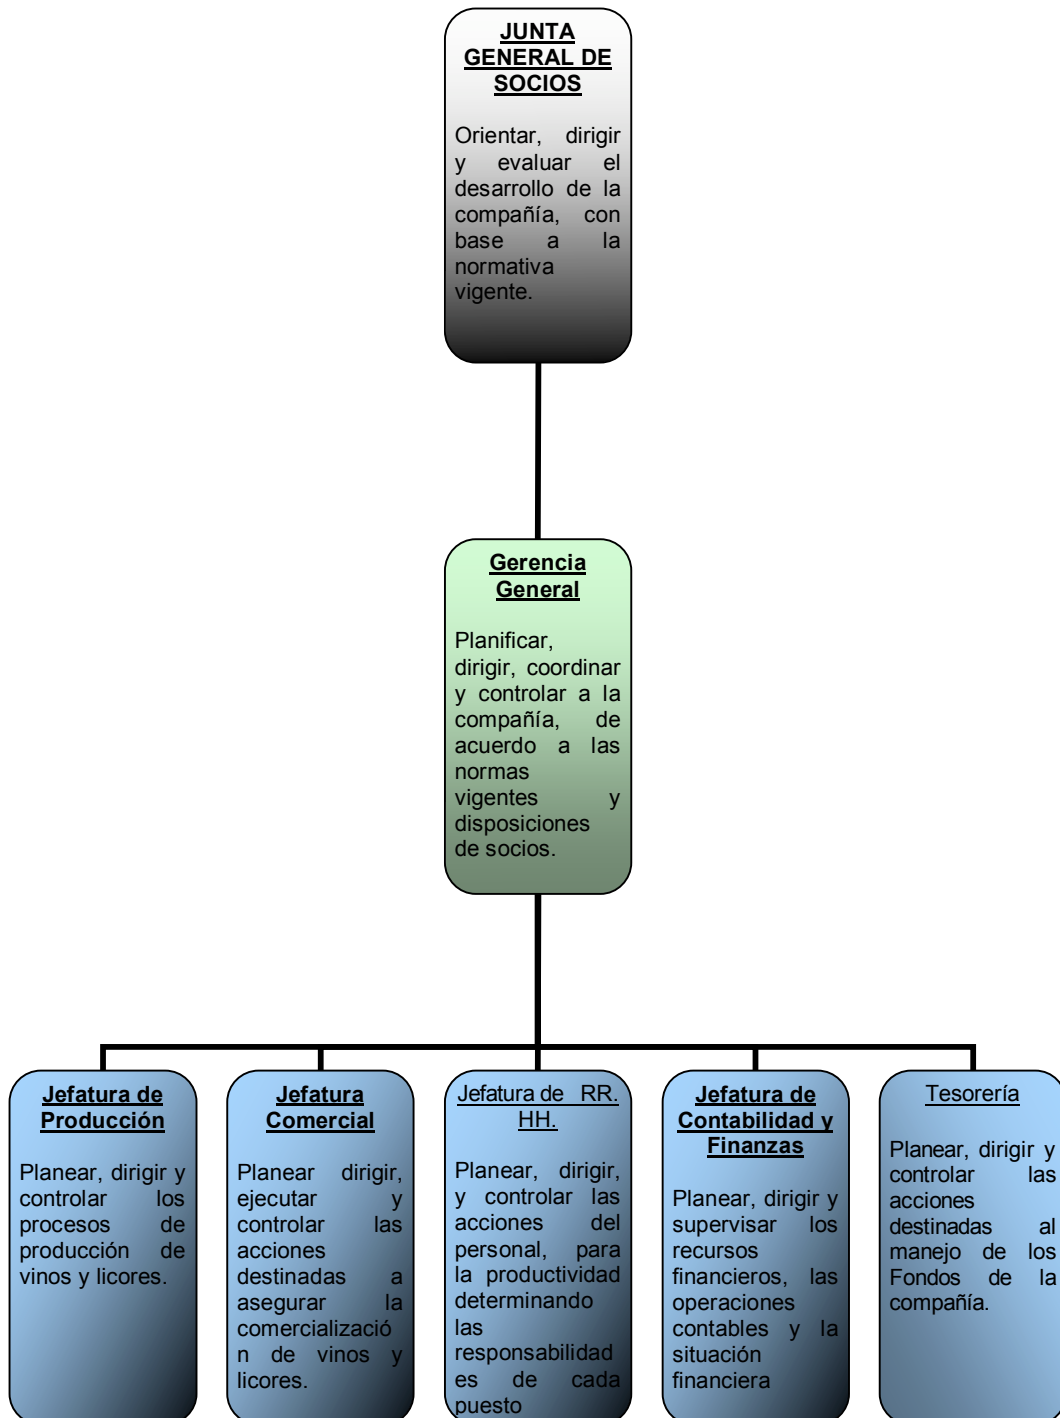 JUNTA
GENERAL DE
SOCIOS
Orientar, dirigir
y evaluar el
desarrollo de la
compañía, con
base a la
normativa
vigente.
Gerencia
General
Planificar,
dirigir, coordinar
y controlar a la
compañía, de
acuerdo a las
normas
vigentes y
disposiciones
de socios.
Jefatura de
Producción
Planear, dirigir y
controlar los
procesos de
producción de
vinos y licores.
Jefatura
Comercial
Planear dirigir,
ejecutar y
controlar las
acciones
destinadas a
asegurar la
comercializació
n de vinos y
licores.
Jefatura de RR.
HH.
Planear, dirigir,
y controlar las
acciones del
personal, para
la productividad
determinando
las
responsabilidad
es de cada
puesto
Jefatura de
Contabilidad y
Finanzas
Planear, dirigir y
supervisar los
recursos
financieros, las
operaciones
contables y la
situación
financiera
Tesorería
Planear, dirigir y
controlar las
acciones
destinadas al
manejo de los
Fondos de la
compañía.